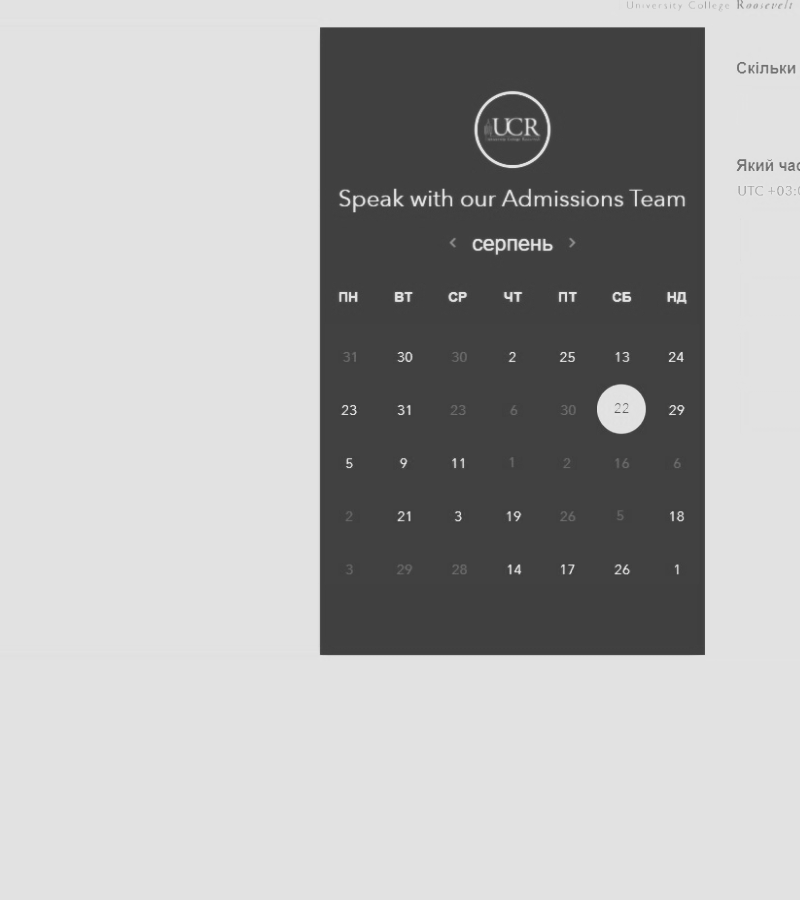 University College Roosevelt
Скільки
UCR
Який час
Speak with our Admissions Team
UTC +03:0
серпень
ПН ВТ СР ЧТ ПТ СБ НД
31 30 30 2 25 13 24
23 31 23 6 30 22 29
5 9 11 1 2 16 6
2 21 3 19 26 5 18
3 29 28 14 17 26 1